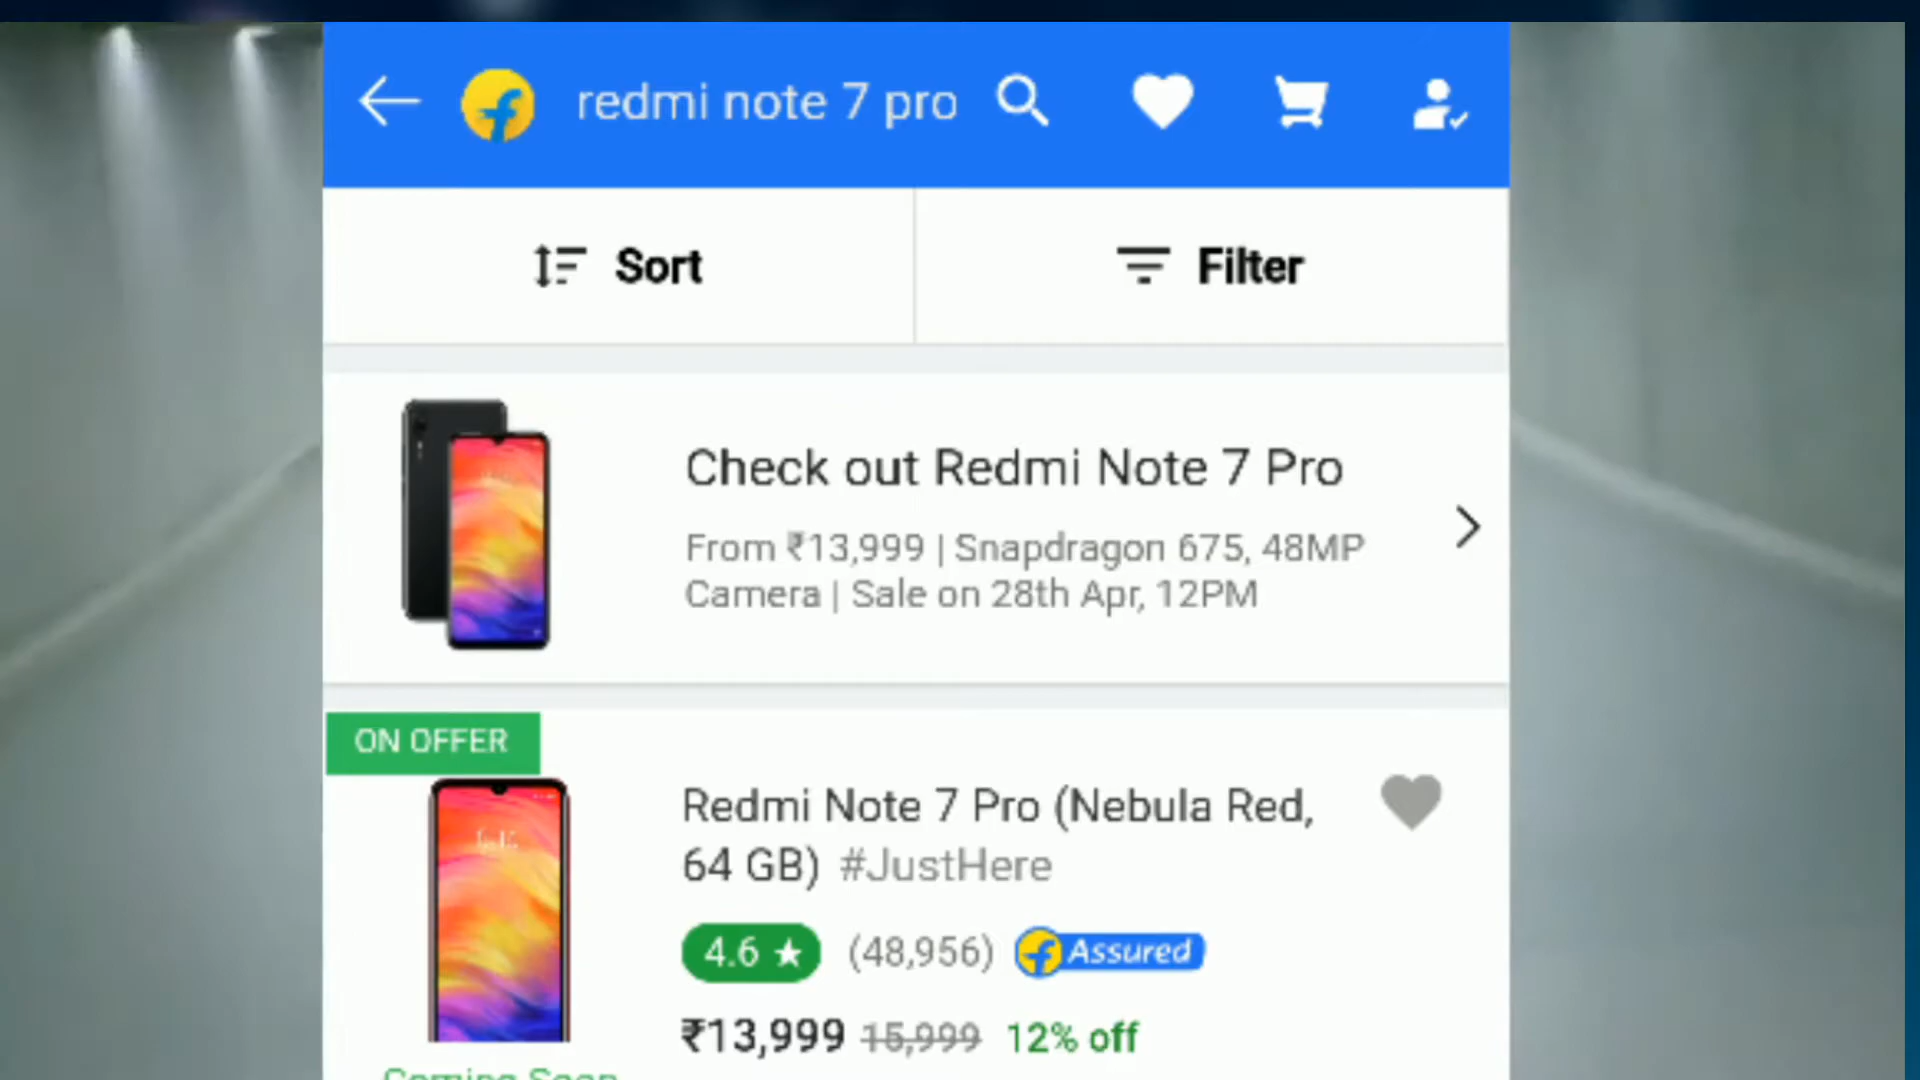 redmi note 7 pro
Sort
Filter
Check out Redmi Note 7 Pro
From ₹13,999 | Snapdragon 675, 48MP
Camera | Sale on 28th Apr, 12PM
ON OFFER
Redmi Note 7 Pro (Nebula Red,
64 GB) #JustHere
4.6 ★ (48,956) Assured
₹13,999 15,999 12% off
Coming Soon